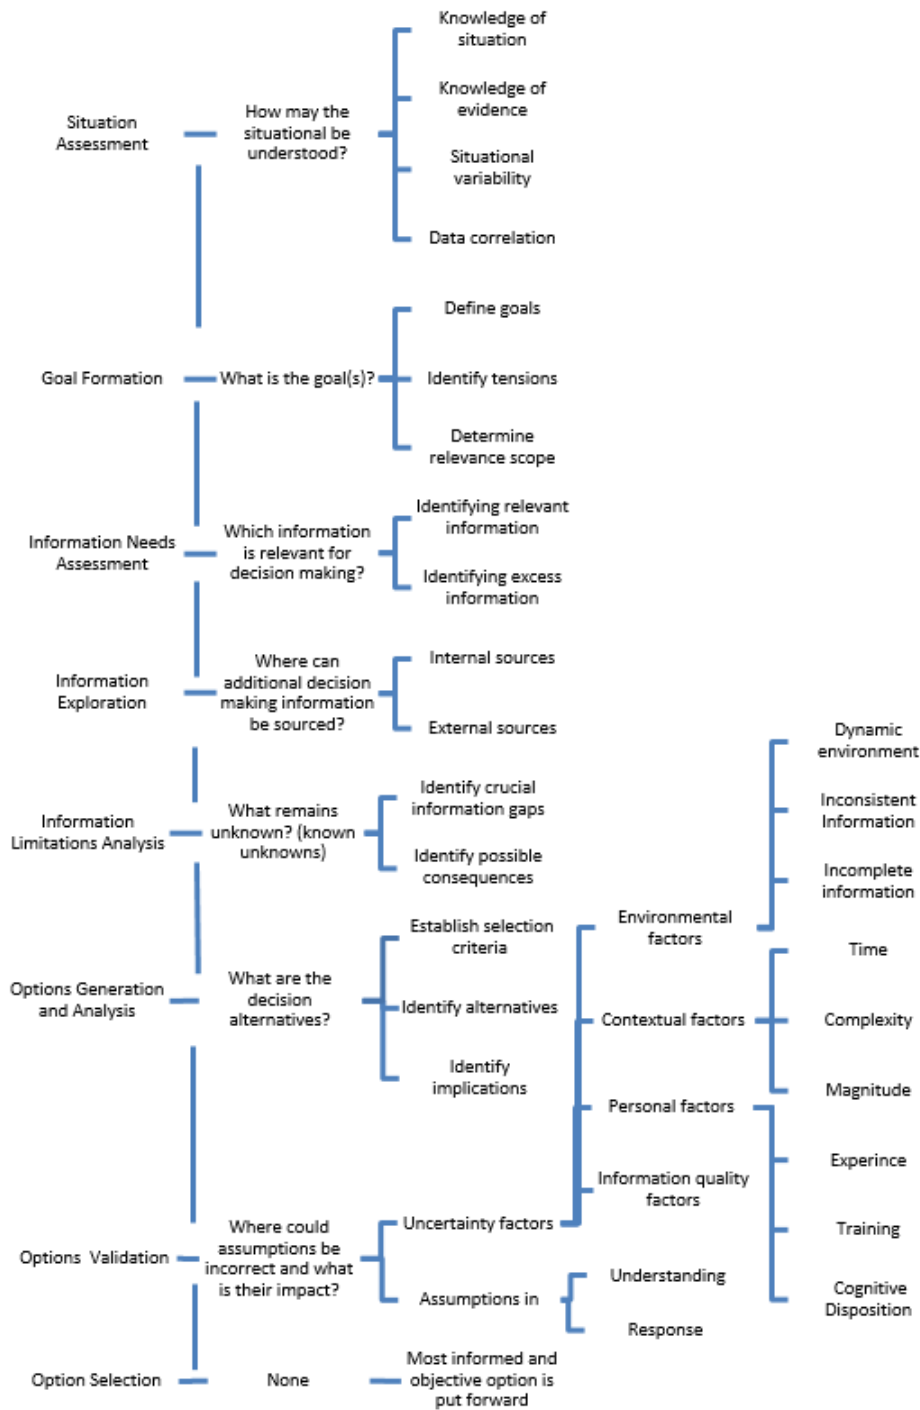 Situation
Assessment
How may the
situational be
understood?
Knowledge of
situation
Knowledge of
evidence
Situational
variability
Data correlation
Goal Formation
What is the goal(s)?
Define goals
Identify tensions
Determine
relevance scope
Information Needs
Assessment
Which information
is relevant for
decision making?
Identifying relevant
information
Identifying excess
information
Information
Exploration
Where can
additional decision
making information
be sourced?
Internal sources
External sources
Information
Limitations Analysis
What remains
unknown? (known
unknowns)
Identify crucial
information gaps
Identify possible
consequences
Options Generation
and Analysis
What are the
decision
alternatives?
Establish selection
criteria
Identify alternatives
Identify
implications
Options  Validation
Where could
assumptions be
incorrect and what
is their impact?
Uncertainty factors
Environmental
factors
Dynamic
environment
Inconsistent
Information
Incomplete
information
Contextual factors
Time
Complexity
Magnitude
Personal factors
Experince
Training
Cognitive
Disposition
Information quality
factors
Assumptions in
Understanding
Response
Option Selection
None
Most informed and
objective option is
put forward